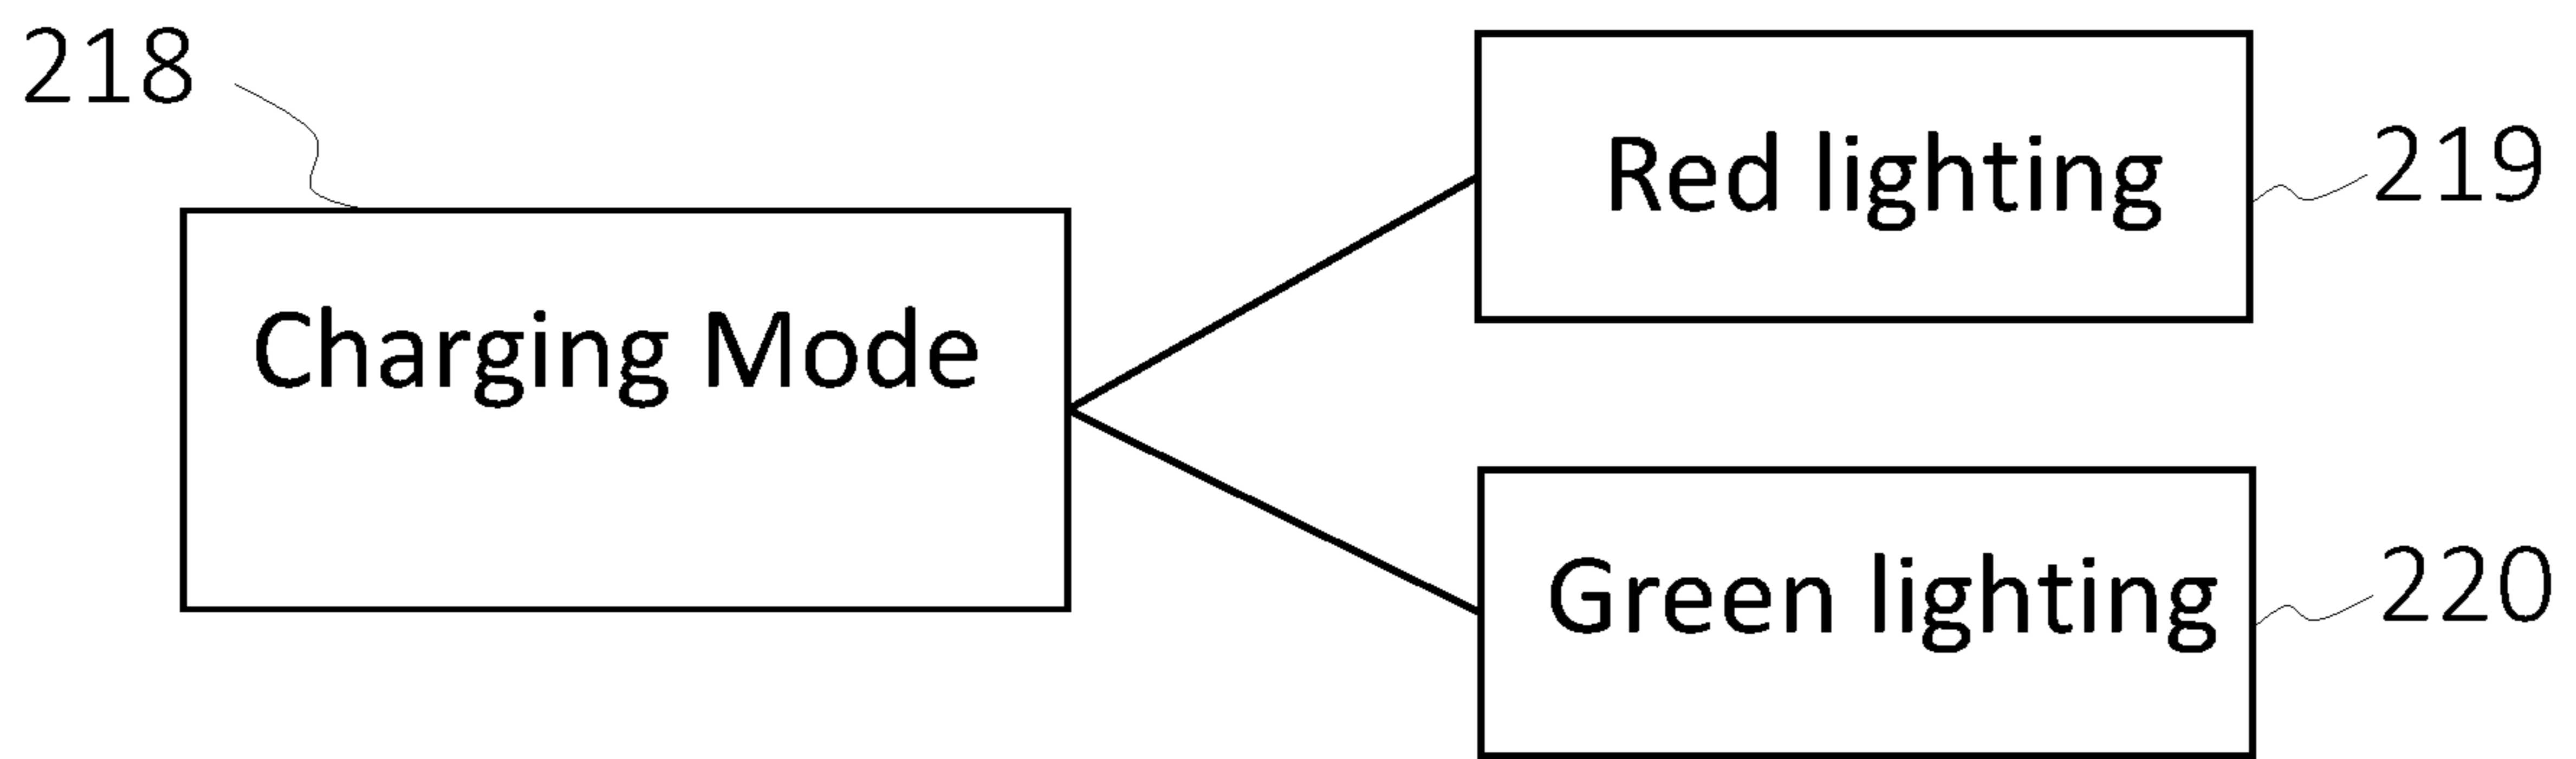 218
Charging Mode
Red lighting
219
Green lighting
220